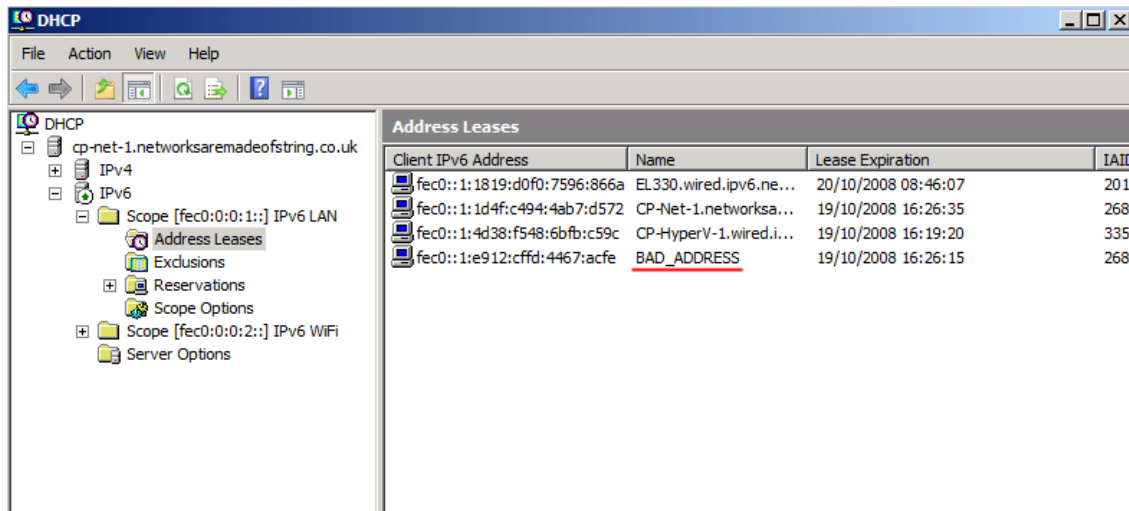 DHCP
File Action View Help
DHCP
cp-net-1.networksaremadeofstring.co.uk
IPv4
IPv6
Scope [fec0:0:0:1::] IPv6 LAN
Address Leases
Exclusions
Reservations
Scope Options
Scope [fec0:0:0:2::] IPv6 WiFi
Server Options
Address Leases
Client IPv6 Address Name Lease Expiration IAID
fec0::1:1819:d0f0:7596:866a EL330.wired.ipv6.ne... 20/10/2008 08:46:07 201
fec0::1:1d4f:c494:4ab7:d572 CP-Net-1.networksa... 19/10/2008 16:26:35 268
fec0::1:4d38:f548:6bfb:c59c CP-HyperV-1.wired.i... 19/10/2008 16:19:20 335
fec0::1:e912:cffd:4467:acfe BAD_ADDRESS 19/10/2008 16:26:15 268